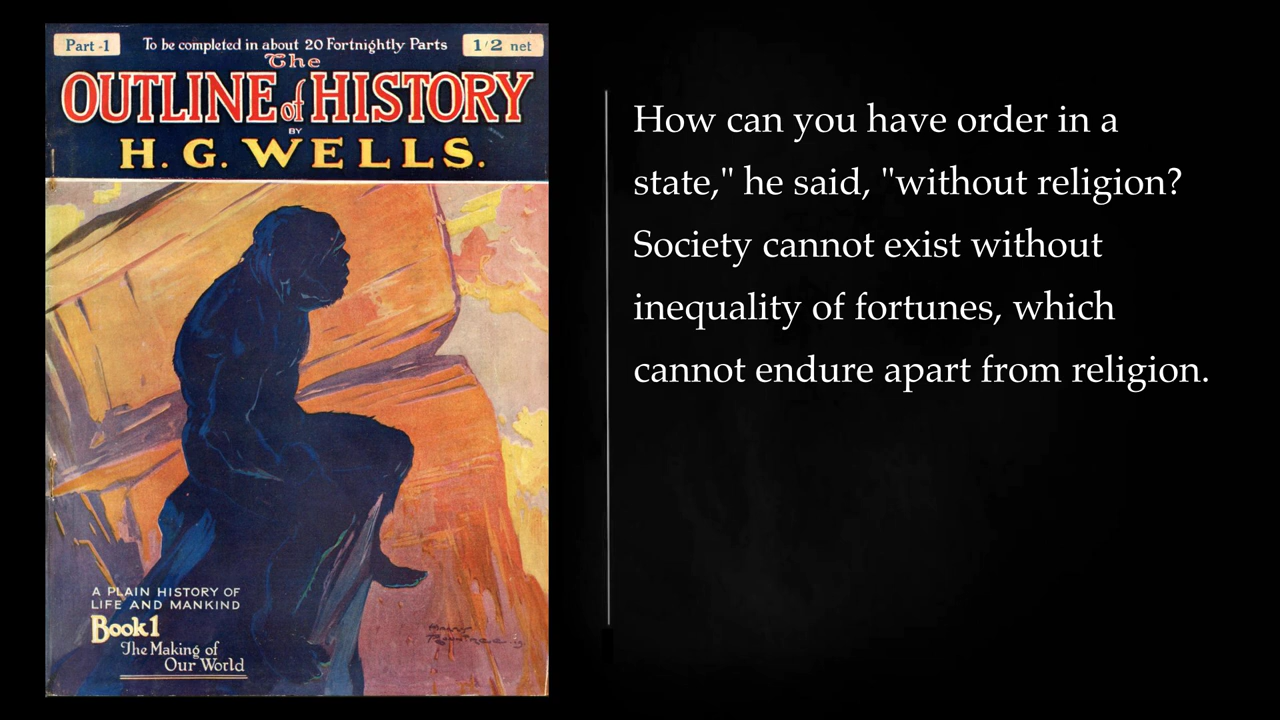 Part -1
To be completed in about 20 Fortnightly Parts
1/2 net
The
OUTLINE of HISTORY
BY
H. G. WELLS.
A PLAIN HISTORY OF
LIFE AND MANKIND
Book 1
The Making of
Our World
How can you have order in a
state," he said, "without religion?
Society cannot exist without
inequality of fortunes, which
cannot endure apart from religion.